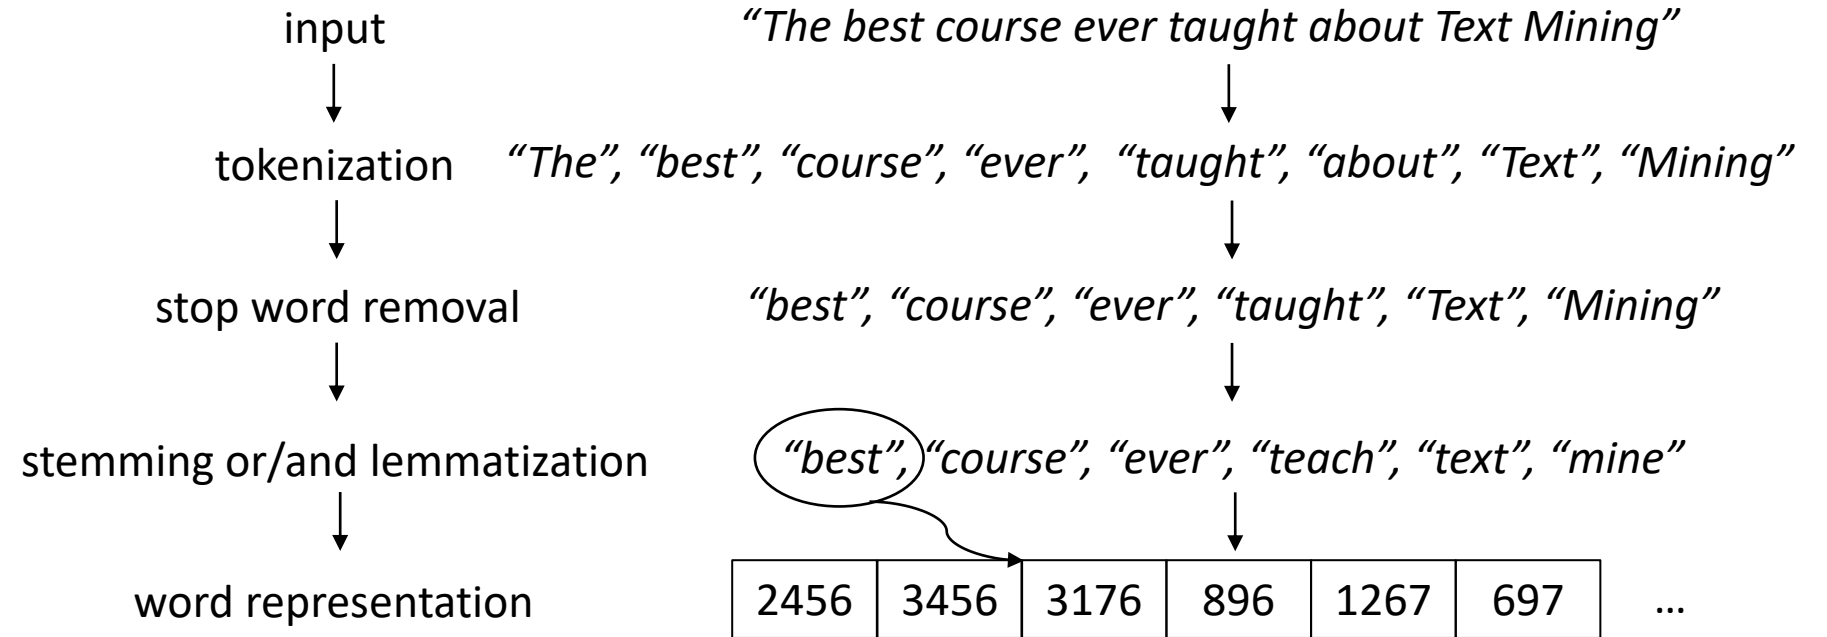 input “The best course ever taught about Text Mining”
tokenization “The”, “best”, “course”, “ever”, “taught”, “about”, “Text”, “Mining”
stop word removal “best”, “course”, “ever”, “taught”, “Text”, “Mining”
stemming or/and lemmatization “best”, “course”, “ever”, “teach”, “text”, “mine”
word representation 2456 3456 3176 896 1267 697 ...